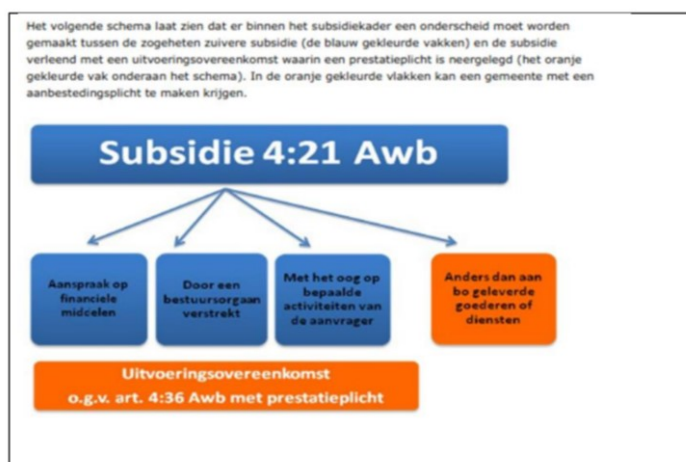 Het volgende schema laat zien dat er binnen het subsidiekader een onderscheid moet worden
gemaakt tussen de zogeheten zuivere subsidie (de blauw gekleurde vakken) en de subsidie
verleend met een uitvoeringsovereenkomst waarin een prestatieplicht is neergelegd (het oranje
gekleurde vak onderaan het schema). In de oranje gekleurde vlakken kan een gemeente met een
aanbestedingsplicht te maken krijgen.
Subsidie 4:21 Awb
Aanspraak op
financiele
midcelen
Door een
bestuursorgaan
verstrekt
Met het oog op
bepaalde
activiteiten van
de aanvrager
Anders dan aan
bo geleverde
goederen of
diensten
Uitvoeringsovereenkomst
o.g.v. art. 4:36 Awb met prestatieplicht